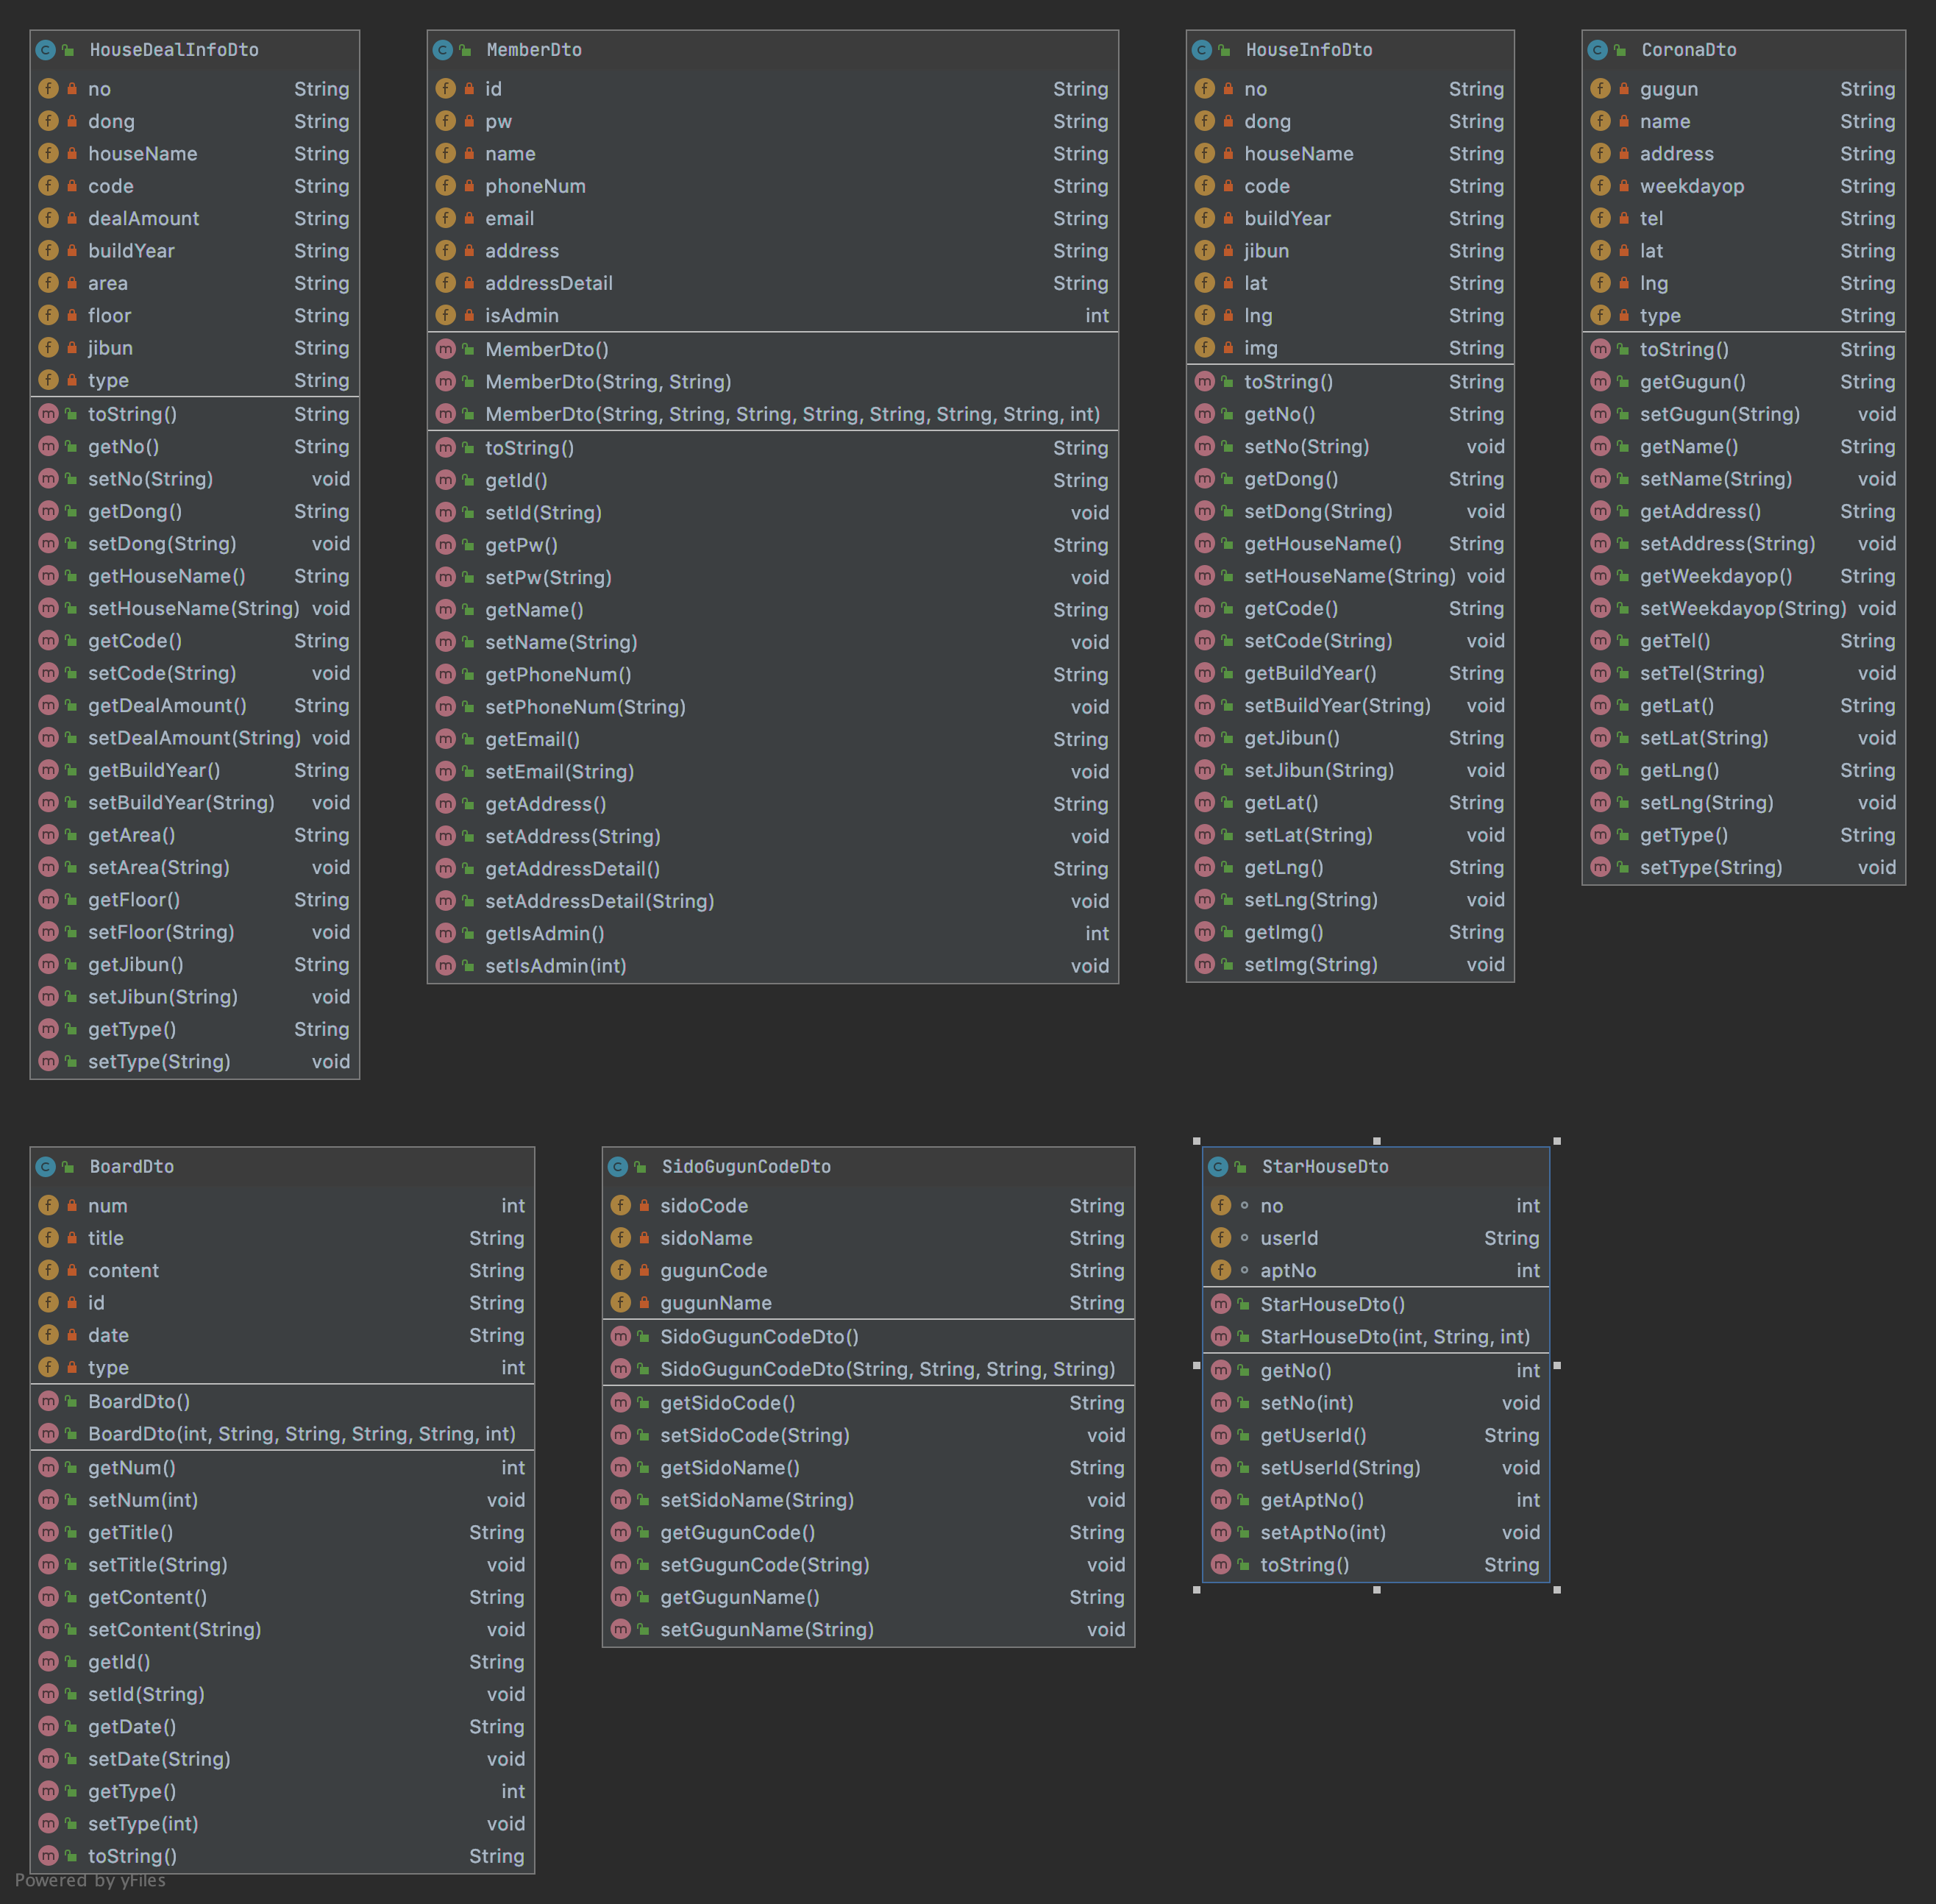 HouseDealInfoDto
no String
dong String
houseName String
code String
dealAmount String
buildYear String
area String
floor String
jibun String
type String
toString() String
getNo() String
setNo(String) void
getDong() String
setDong(String) void
getHouseName() String
setHouseName(String) void
getCode() String
setCode(String) void
getDealAmount() String
setDealAmount(String) void
getBuildYear() String
setBuildYear(String) void
getArea() String
setArea(String) void
getFloor() String
setFloor(String) void
getJibun() String
setJibun(String) void
getType() String
setType(String) void
MemberDto
id String
pw String
name String
phoneNum String
email String
address String
addressDetail String
isAdmin int
MemberDto()
MemberDto(String, String)
MemberDto(String, String, String, String, String, String, String, int)
toString() String
getId() String
setId(String) void
getPw() String
setPw(String) void
getName() String
setName(String) void
getPhoneNum() String
setPhoneNum(String) void
getEmail() String
setEmail(String) void
getAddress() String
setAddress(String) void
getAddressDetail() String
setAddressDetail(String) void
getIsAdmin() int
setIsAdmin(int) void
HouseInfoDto
no String
dong String
houseName String
code String
buildYear String
jibun String
lat String
lng String
img String
toString() String
getNo() String
setNo(String) void
getDong() String
setDong(String) void
getHouseName() String
setHouseName(String) void
getCode() String
setCode(String) void
getBuildYear() String
setBuildYear(String) void
getJibun() String
setJibun(String) void
getLat() String
setLat(String) void
getLng() String
setLng(String) void
getImg() String
setImg(String) void
CoronaDto
gugun String
name String
address String
weekdayop String
tel String
lat String
lng String
type String
toString() String
getGugun() String
setGugun(String) void
getName() String
setName(String) void
getAddress() String
setAddress(String) void
getWeekdayop() String
setWeekdayop(String) void
getTel() String
setTel(String) void
getLat() String
setLat(String) void
getLng() String
setLng(String) void
getType() String
setType(String) void
BoardDto
num int
title String
content String
id String
date String
type int
BoardDto()
BoardDto(int, String, String, String, String, int)
getNum() int
setNum(int) void
getTitle() String
setTitle(String) void
getContent() String
setContent(String) void
getId() String
setId(String) void
getDate() String
setDate(String) void
getType() int
setType(int) void
toString() String
SidoGugunCodeDto
sidoCode String
sidoName String
gugunCode String
gugunName String
SidoGugunCodeDto()
SidoGugunCodeDto(String, String, String, String)
getSidoCode() String
setSidoCode(String) void
getSidoName() String
setSidoName(String) void
getGugunCode() String
setGugunCode(String) void
getGugunName() String
setGugunName(String) void
StarHouseDto
no int
userId String
aptNo int
StarHouseDto()
StarHouseDto(int, String, int)
getNo() int
setNo(int) void
getUserId() String
setUserId(String) void
getAptNo() int
setAptNo(int) void
toString() String
Powered by yFiles